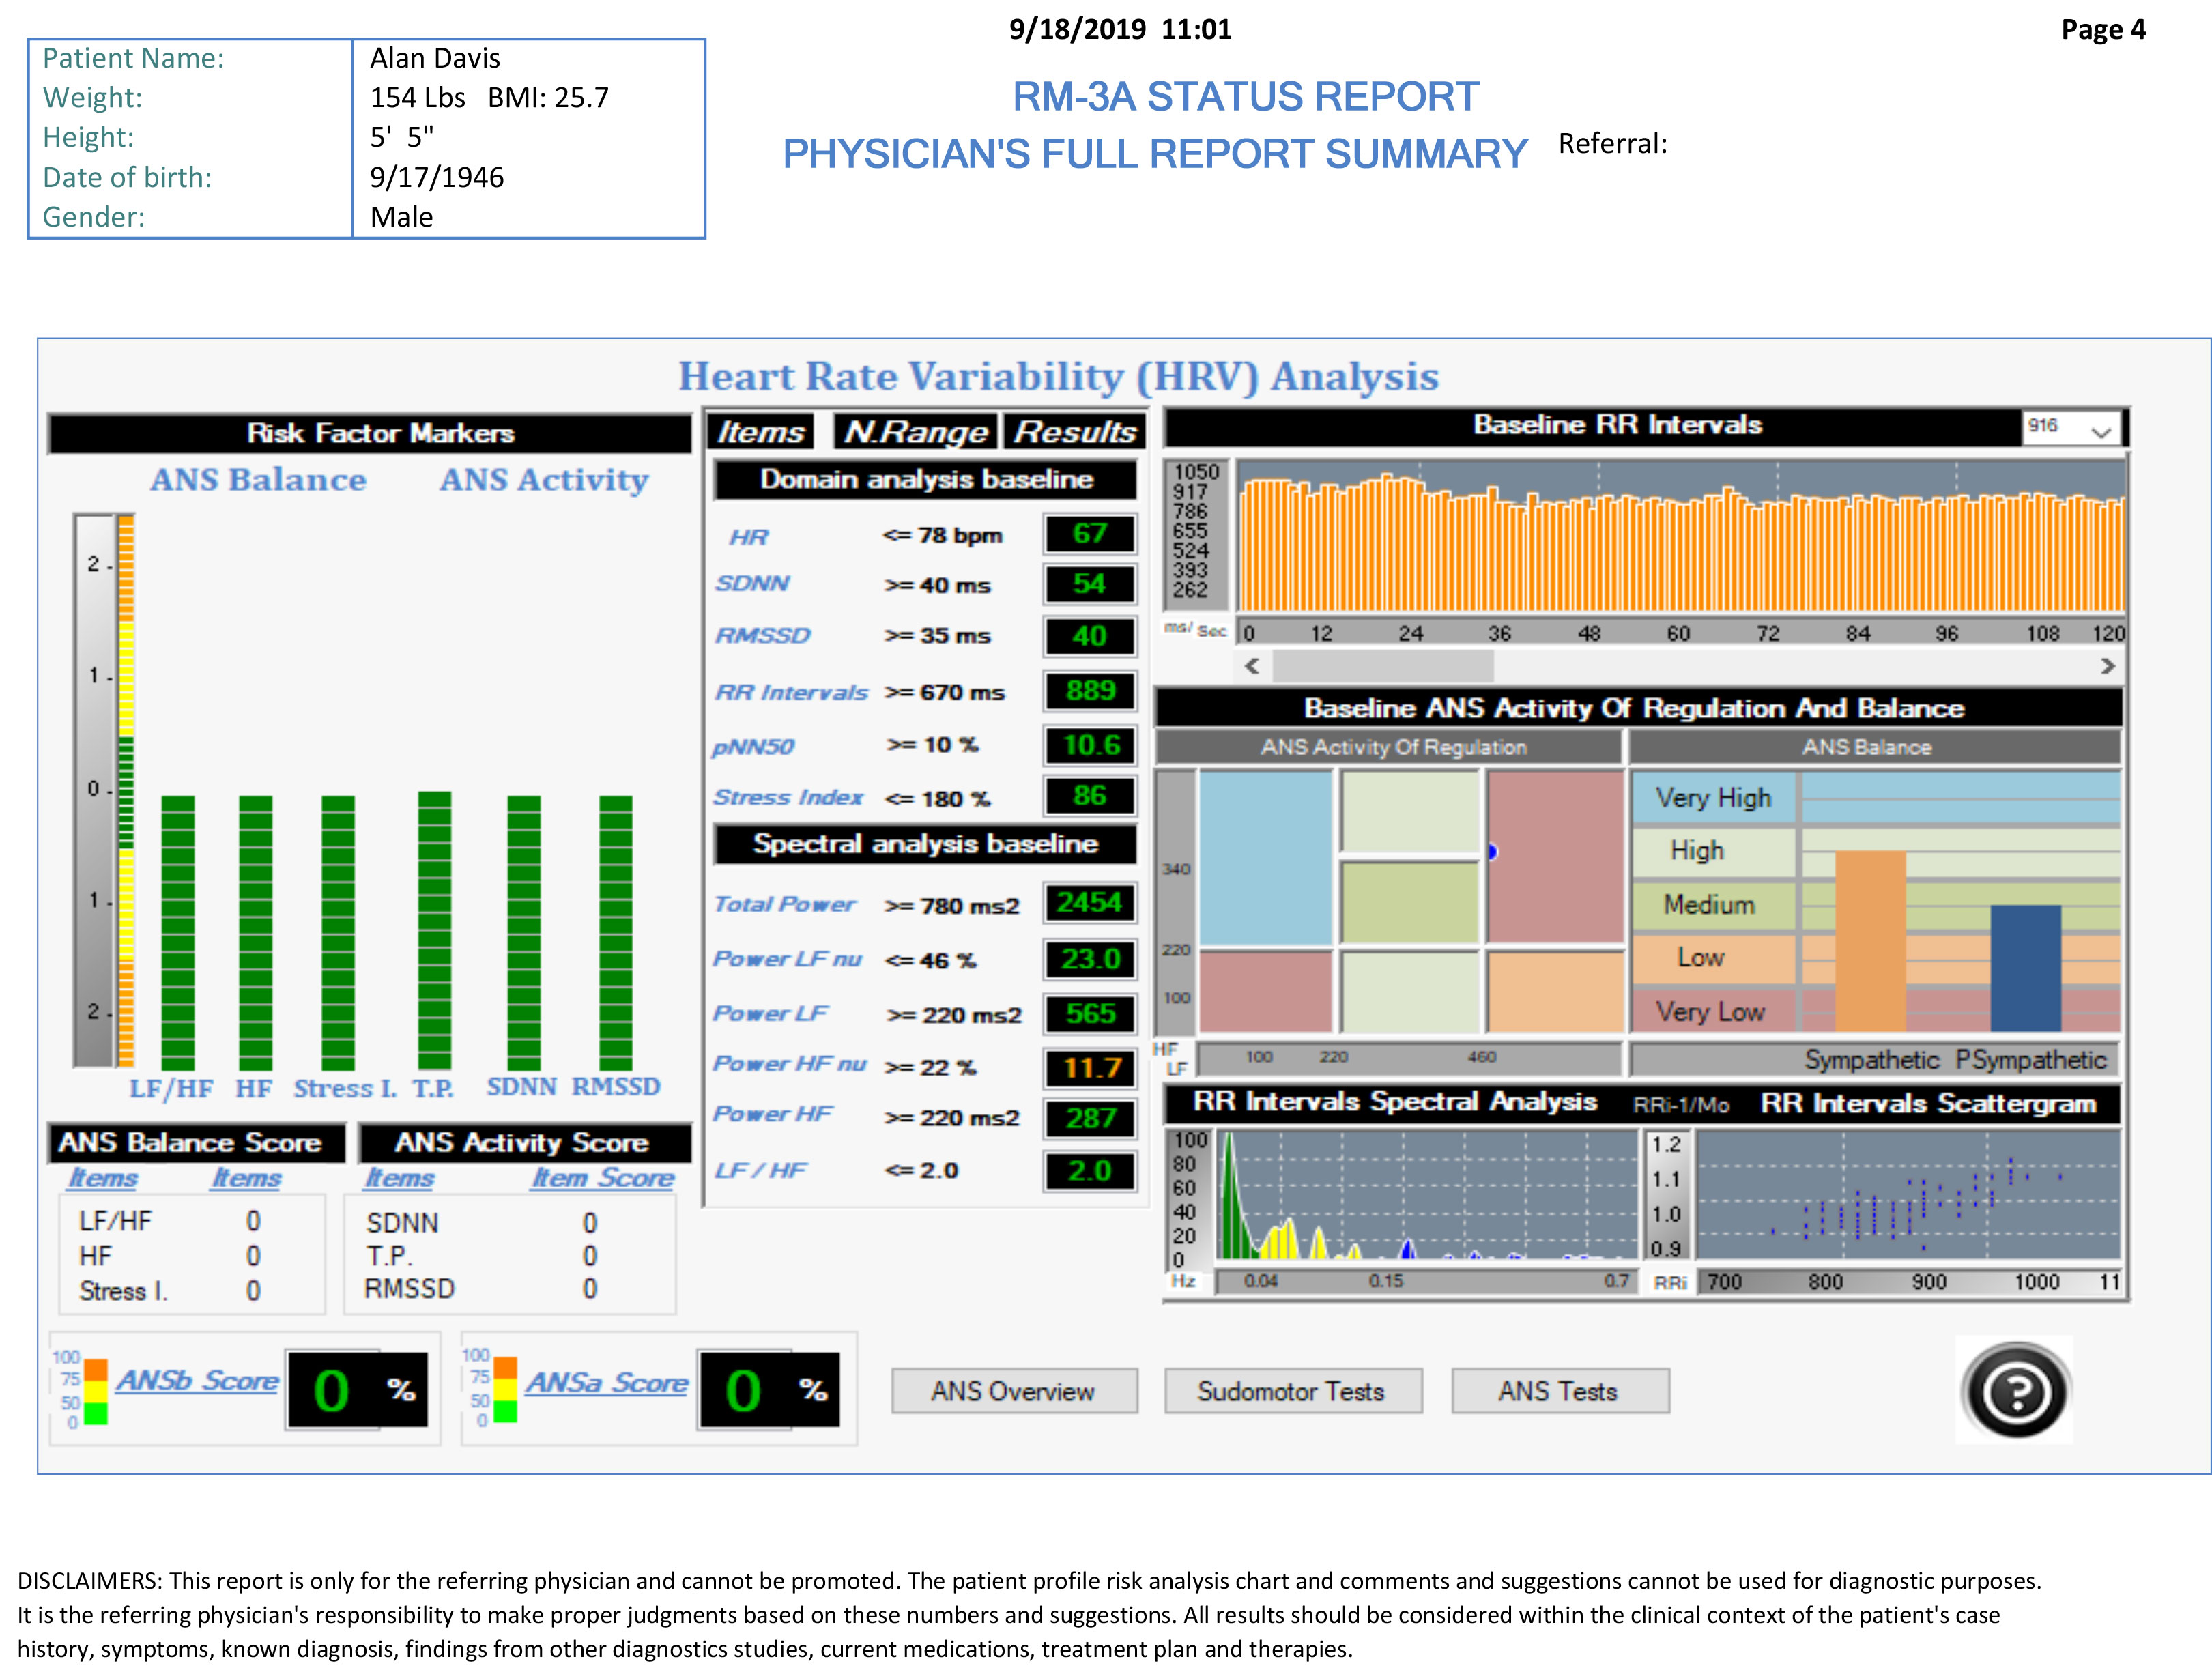 9/18/2019 11:01
Page 4
Patient Name: Alan Davis
Weight: 154 Lbs BMI: 25.7
Height: 5' 5"
Date of birth: 9/17/1946
Gender: Male
RM-3A STATUS REPORT
PHYSICIAN'S FULL REPORT SUMMARY
Referral:
Heart Rate Variability (HRV) Analysis
Risk Factor Markers
ANS Balance ANS Activity
2 -
1 -
0 -
1 -
2 -
LF/HF HF Stress I. T.P. SDNN RMSSD
ANS Balance Score
Items Items
LF/HF 0
HF 0
Stress I. 0
ANS Activity Score
Items Item Score
SDNN 0
T.P. 0
RMSSD 0
100
75
50
0
ANSb Score 0 %
100
75
50
0
ANSa Score 0 %
Items N.Range Results
Domain analysis baseline
HR <= 78 bpm 67
SDNN >= 40 ms 54
RMSSD >= 35 ms 40
RR Intervals >= 670 ms 889
pNN50 >= 10 % 10.6
Stress Index <= 180 % 86
Spectral analysis baseline
Total Power >= 780 ms2 2454
Power LF nu <= 46 % 23.0
Power LF >= 220 ms2 565
Power HF nu >= 22 % 11.7
Power HF >= 220 ms2 287
LF / HF <= 2.0 2.0
Baseline RR Intervals 916
1050
917
786
655
524
393
262
ms/ Sec 0 12 24 36 48 60 72 84 96 108 120
Baseline ANS Activity Of Regulation And Balance
ANS Activity Of Regulation
340
220
100
HF
LF
100 220 460
ANS Balance
Very High
High
Medium
Low
Very Low
Sympathetic PSympathetic
RR Intervals Spectral Analysis
100
80
60
40
20
0
Hz 0.04 0.15 0.7
RRi-1/Mo RR Intervals Scattergram
1.2
1.1
1.0
0.9
RRi 700 800 900 1000 11
ANS Overview
Sudomotor Tests
ANS Tests
?
DISCLAIMERS: This report is only for the referring physician and cannot be promoted. The patient profile risk analysis chart and comments and suggestions cannot be used for diagnostic purposes.
It is the referring physician's responsibility to make proper judgments based on these numbers and suggestions. All results should be considered within the clinical context of the patient's case
history, symptoms, known diagnosis, findings from other diagnostics studies, current medications, treatment plan and therapies.